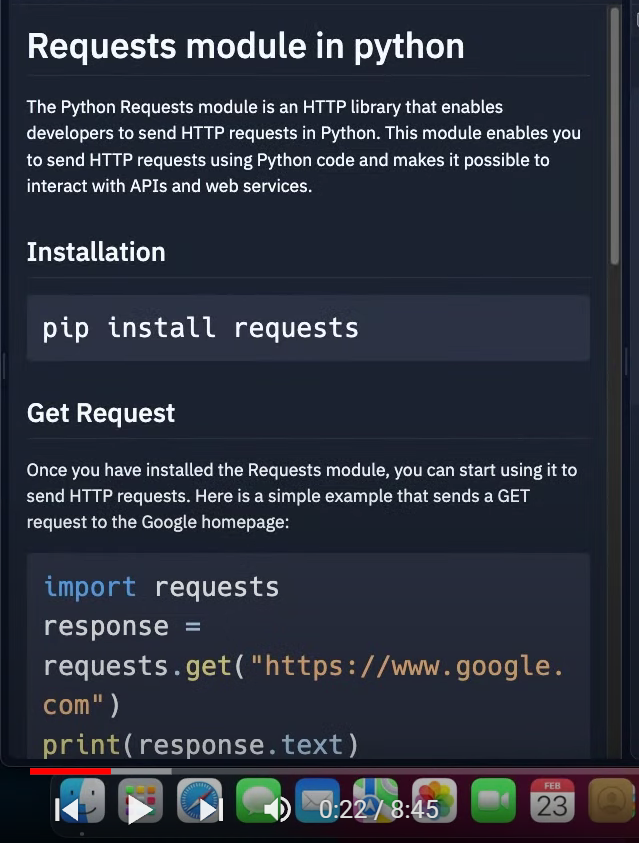 Requests module in python
The Python Requests module is an HTTP library that enables
developers to send HTTP requests in Python. This module enables you
to send HTTP requests using Python code and makes it possible to
interact with APIs and web services.
Installation
pip install requests
Get Request
Once you have installed the Requests module, you can start using it to
send HTTP requests. Here is a simple example that sends a GET
request to the Google homepage:
import requests
response =
requests.get("https://www.google.
com")
print(response.text)
FEB
23
0:22 / 8:45